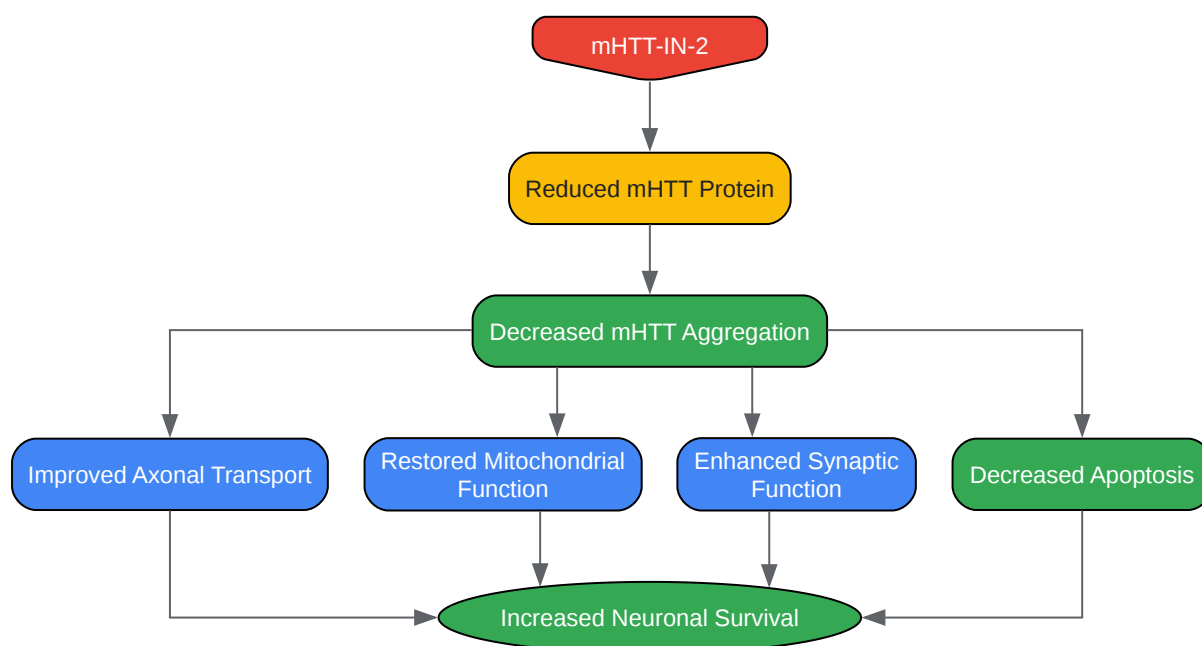 mHTT-IN-2
Reduced mHTT Protein
Decreased mHTT Aggregation
Improved Axonal Transport
Restored Mitochondrial
Function
Enhanced Synaptic
Function
Decreased Apoptosis
Increased Neuronal Survival